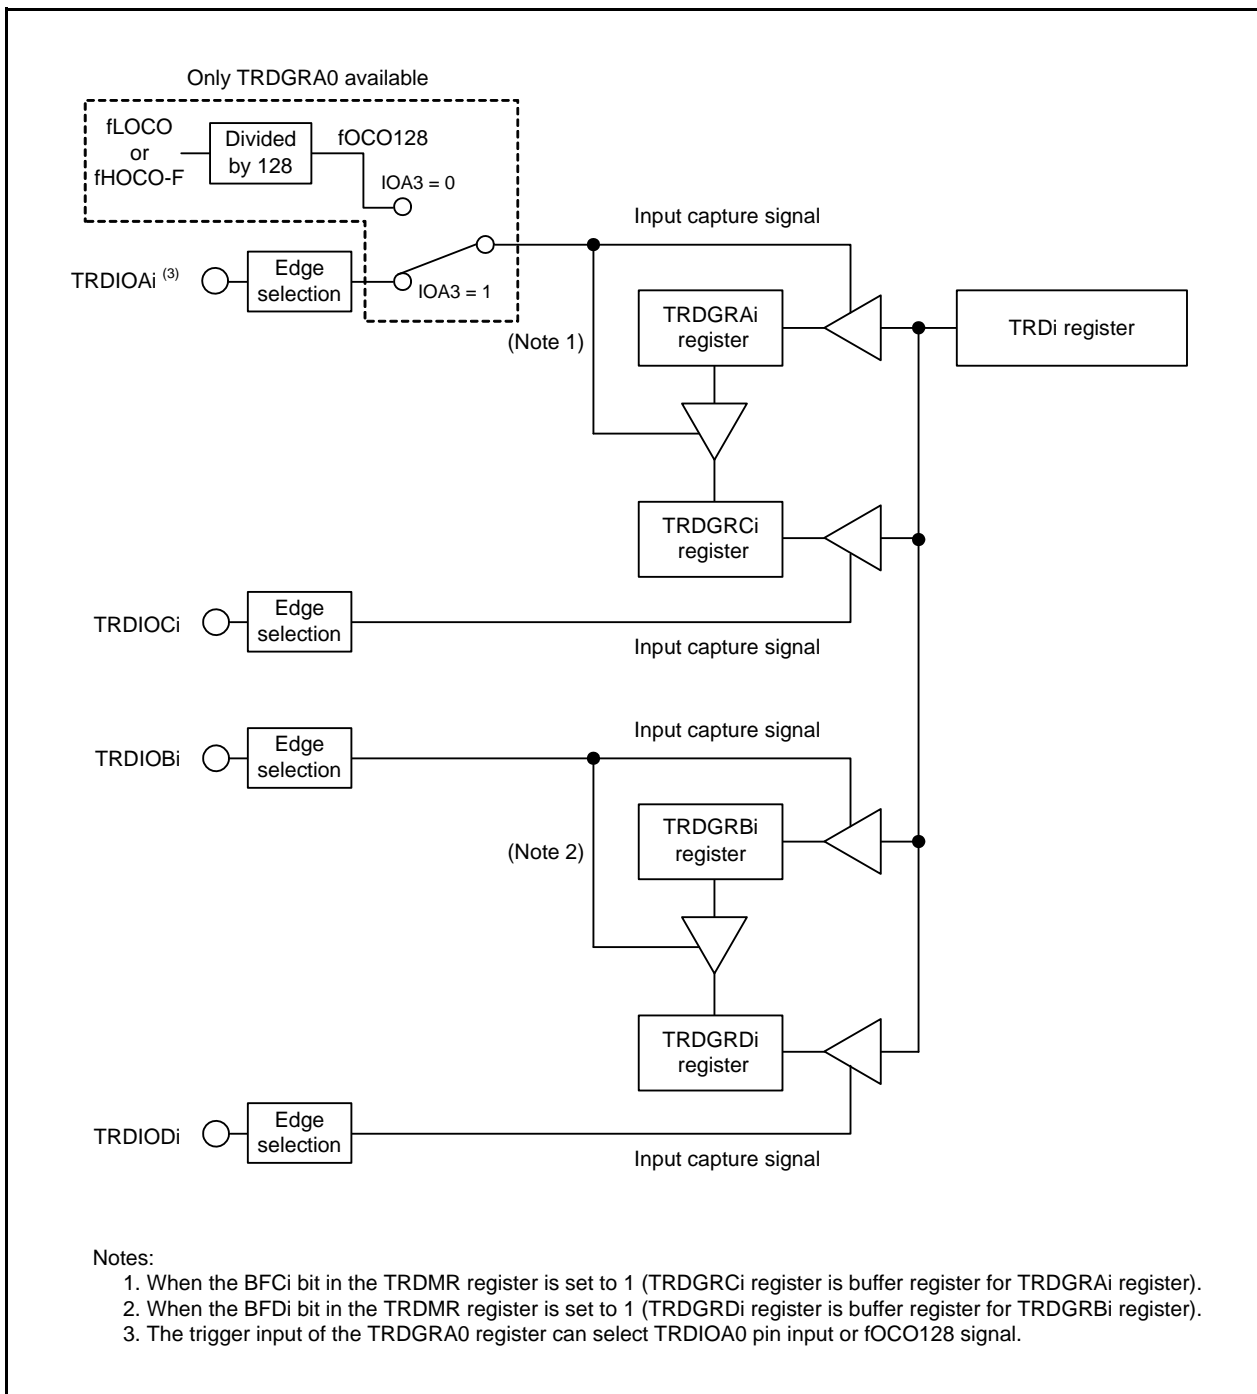 Only TRDGRA0 available
fLOCO
or
fHOCO-F
Divided
by 128
fOCO128
IOA3 = 0
Input capture signal
TRDIOAi (3)
Edge
selection
IOA3 = 1
(Note 1)
TRDGRAi
register
TRDi register
TRDGRCi
register
TRDIOCi
Edge
selection
Input capture signal
TRDIOBi
Edge
selection
Input capture signal
(Note 2)
TRDGRBi
register
TRDGRDi
register
TRDIODi
Edge
selection
Input capture signal
Notes:
1. When the BFCi bit in the TRDMR register is set to 1 (TRDGRCi register is buffer register for TRDGRAi register).
2. When the BFDi bit in the TRDMR register is set to 1 (TRDGRDi register is buffer register for TRDGRBi register).
3. The trigger input of the TRDGRA0 register can select TRDIOA0 pin input or fOCO128 signal.